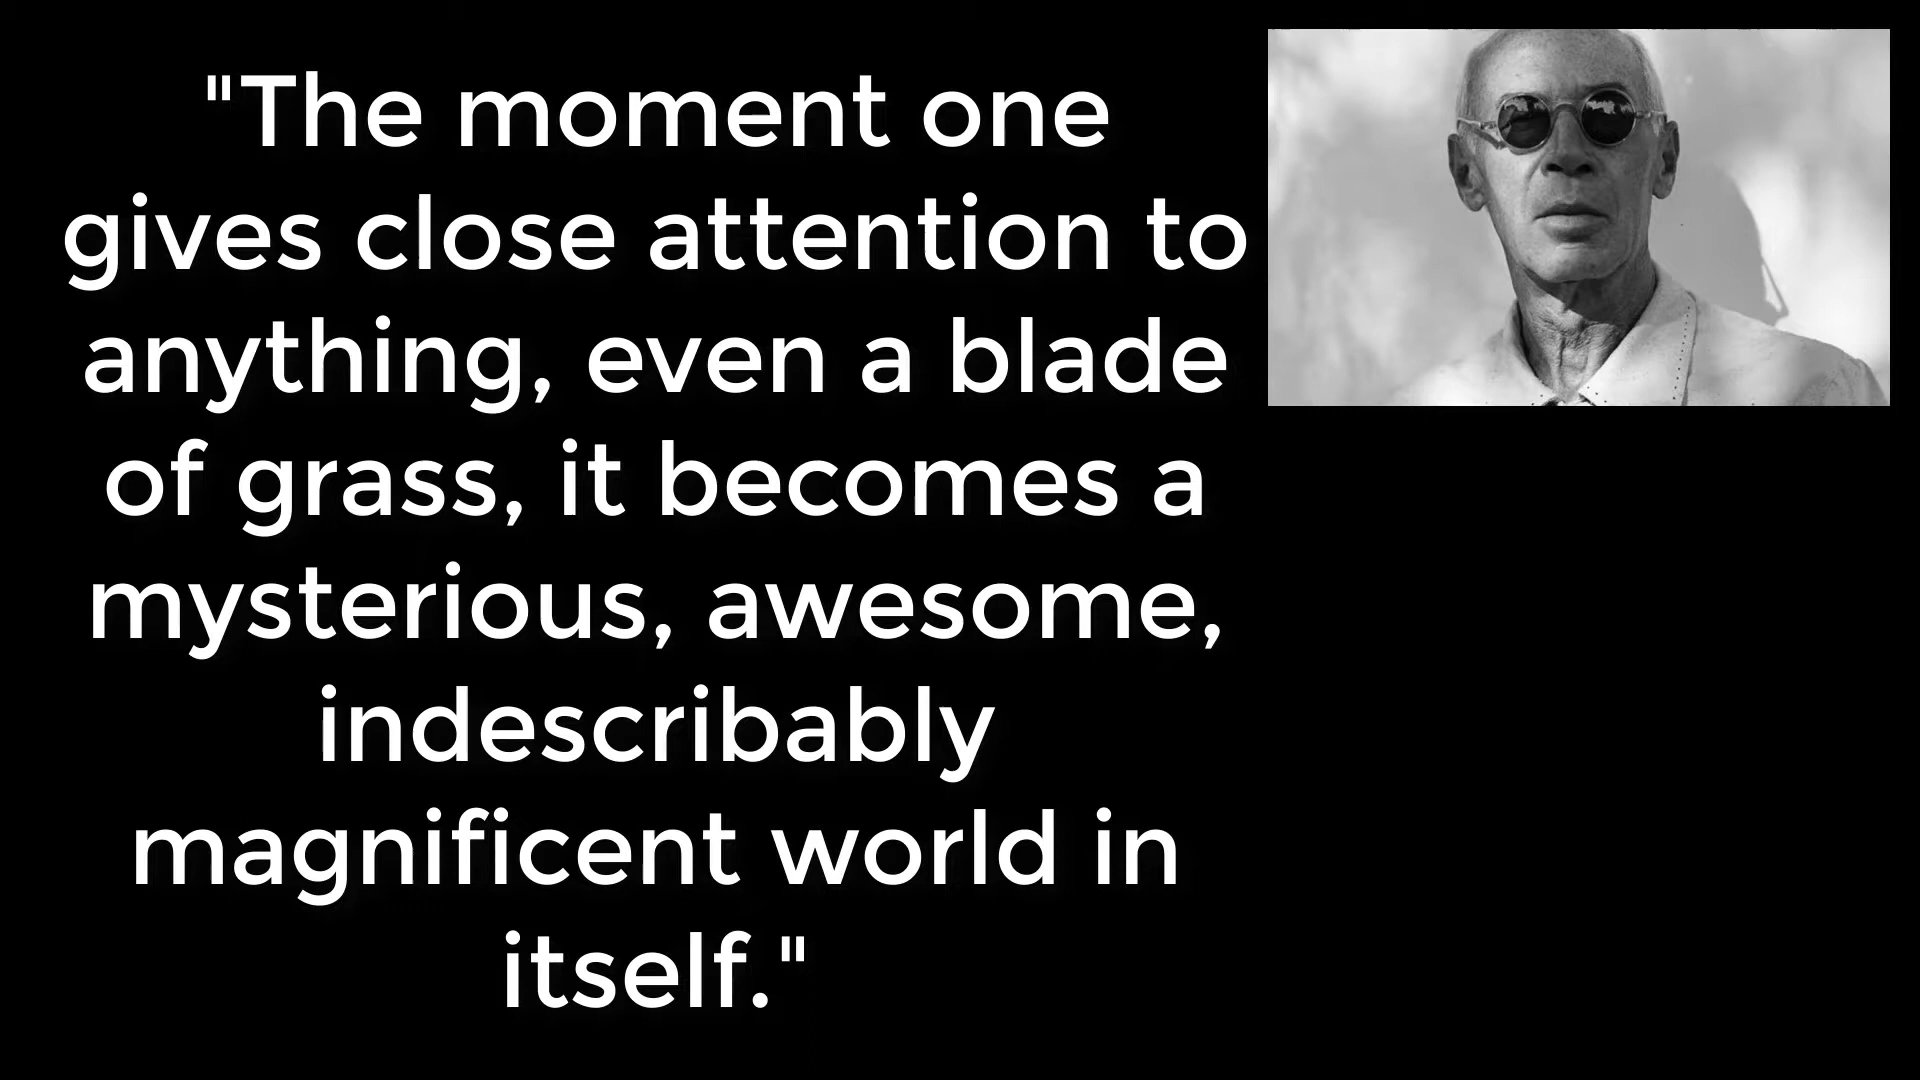 "The moment one
gives close attention to
anything, even a blade
of grass, it becomes a
mysterious, awesome,
indescribably
magnificent world in
itself."